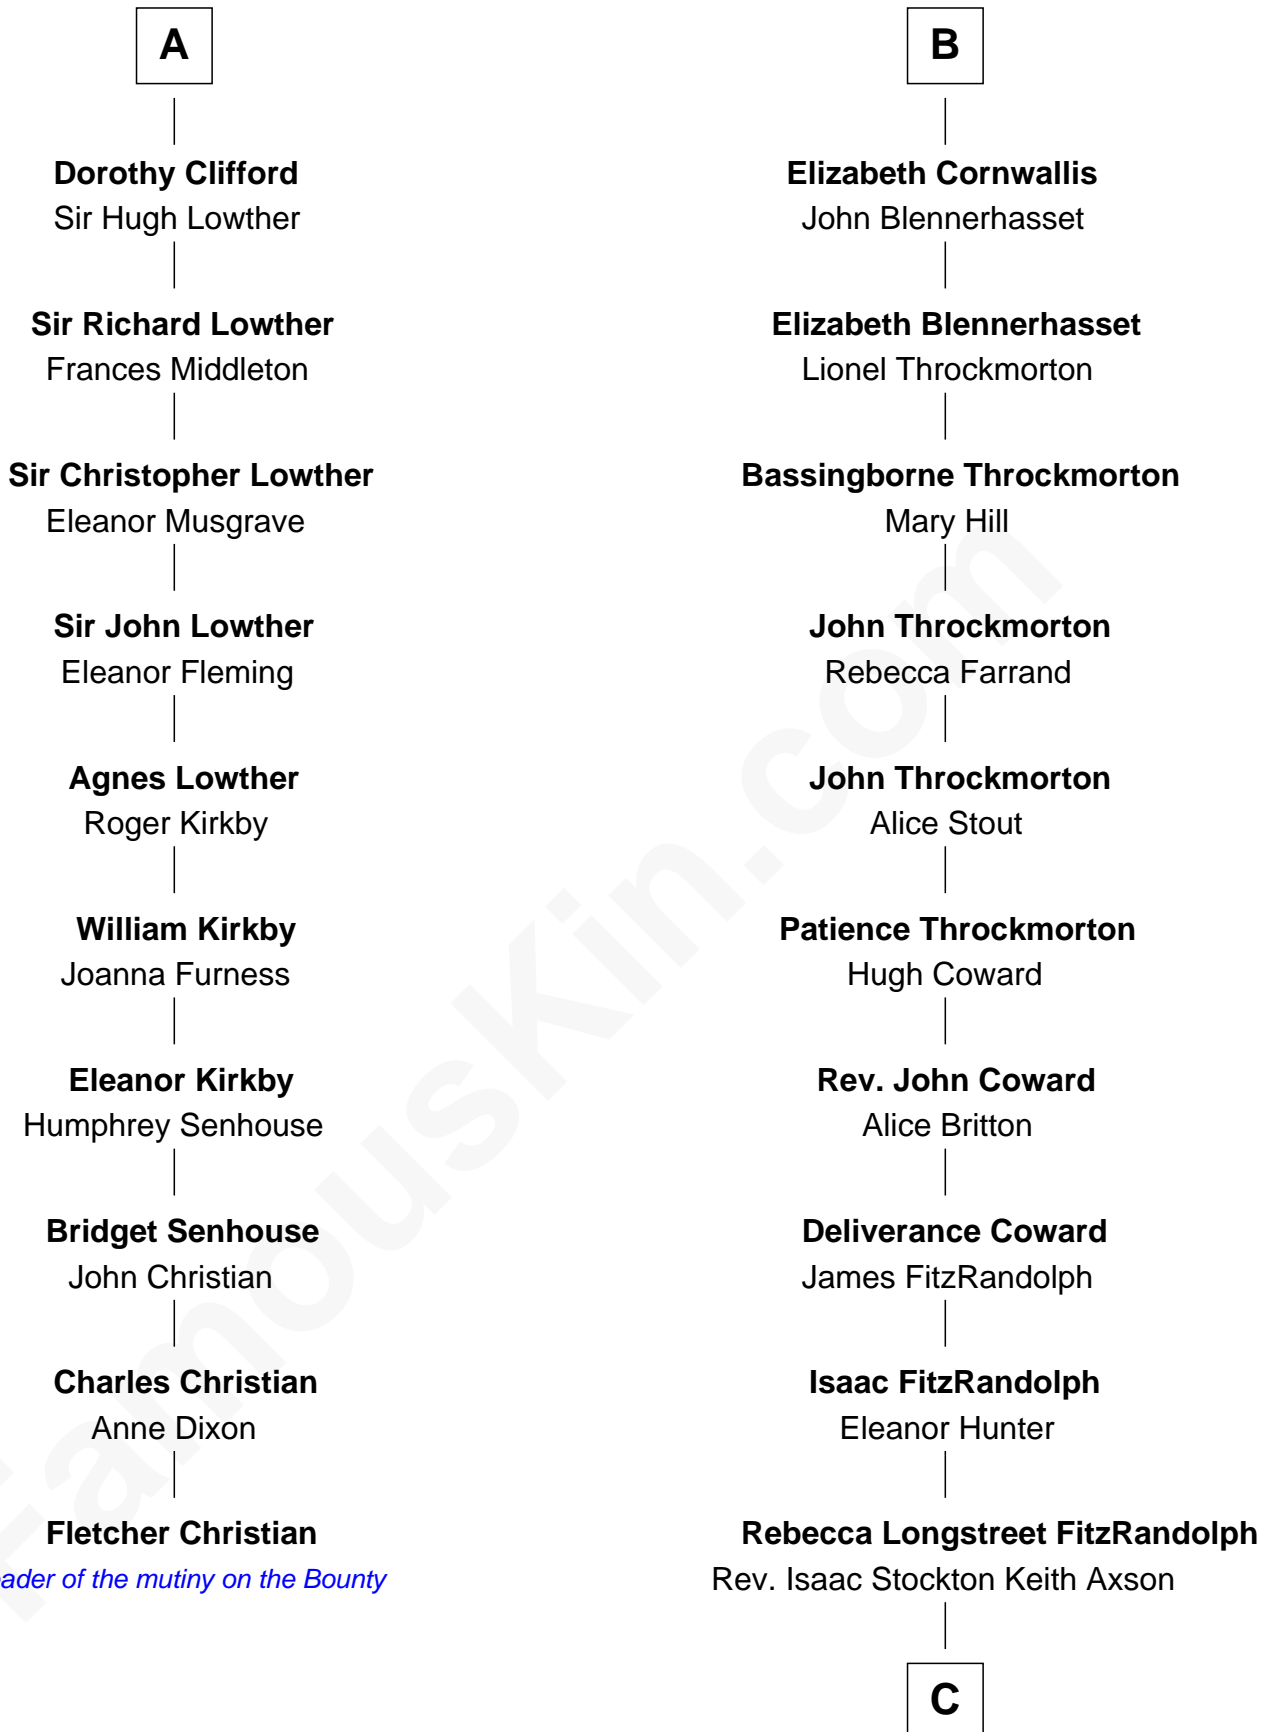 A
Dorothy Clifford
Sir Hugh Lowther
Sir Richard Lowther
Frances Middleton
Sir Christopher Lowther
Eleanor Musgrave
Sir John Lowther
Eleanor Fleming
Agnes Lowther
Roger Kirkby
William Kirkby
Joanna Furness
Eleanor Kirkby
Humphrey Senhouse
Bridget Senhouse
John Christian
Charles Christian
Anne Dixon
Fletcher Christian
of the mutiny on the Bounty
B
Elizabeth Cornwallis
John Blennerhasset
Elizabeth Blennerhasset
Lionel Throckmorton
Bassingborne Throckmorton
Mary Hill
John Throckmorton
Rebecca Farrand
John Throckmorton
Alice Stout
Patience Throckmorton
Hugh Coward
Rev. John Coward
Alice Britton
Deliverance Coward
James FitzRandolph
Isaac FitzRandolph
Eleanor Hunter
Rebecca Longstreet FitzRandolph
Rev. Isaac Stockton Keith Axson
C
FamousKin.com